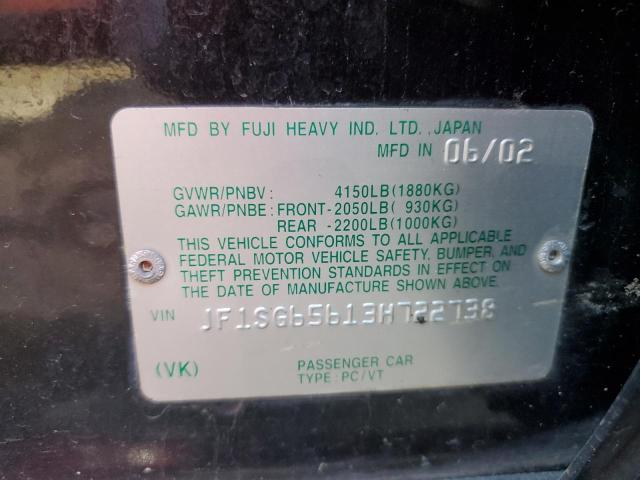 MFD BY FUJI HEAVY IND. LTD., JAPAN
MFD IN 06/02
GVWR/PNBV: 4150LB(1880KG)
GAWR/PNBE: FRONT-2050LB( 930KG)
REAR -2200LB(1000KG)
THIS VEHICLE CONFORMS TO ALL APPLICABLE
FEDERAL MOTOR VEHICLE SAFETY, BUMPER, AND
THEFT PREVENTION STANDARDS IN EFFECT ON
THE DATE OF MANUFACTURE SHOWN ABOVE.
VIN JF1SG65613H722738
(VK) PASSENGER CAR
TYPE: PC/VT